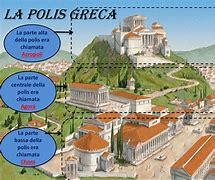 LA POLIS GRECA
La parte alta
della polis era
chiamata
Acropoli
La parte
centrale della polis
era chiamata
Agorà
La parte
bassa della polis
era chiamata
Chora